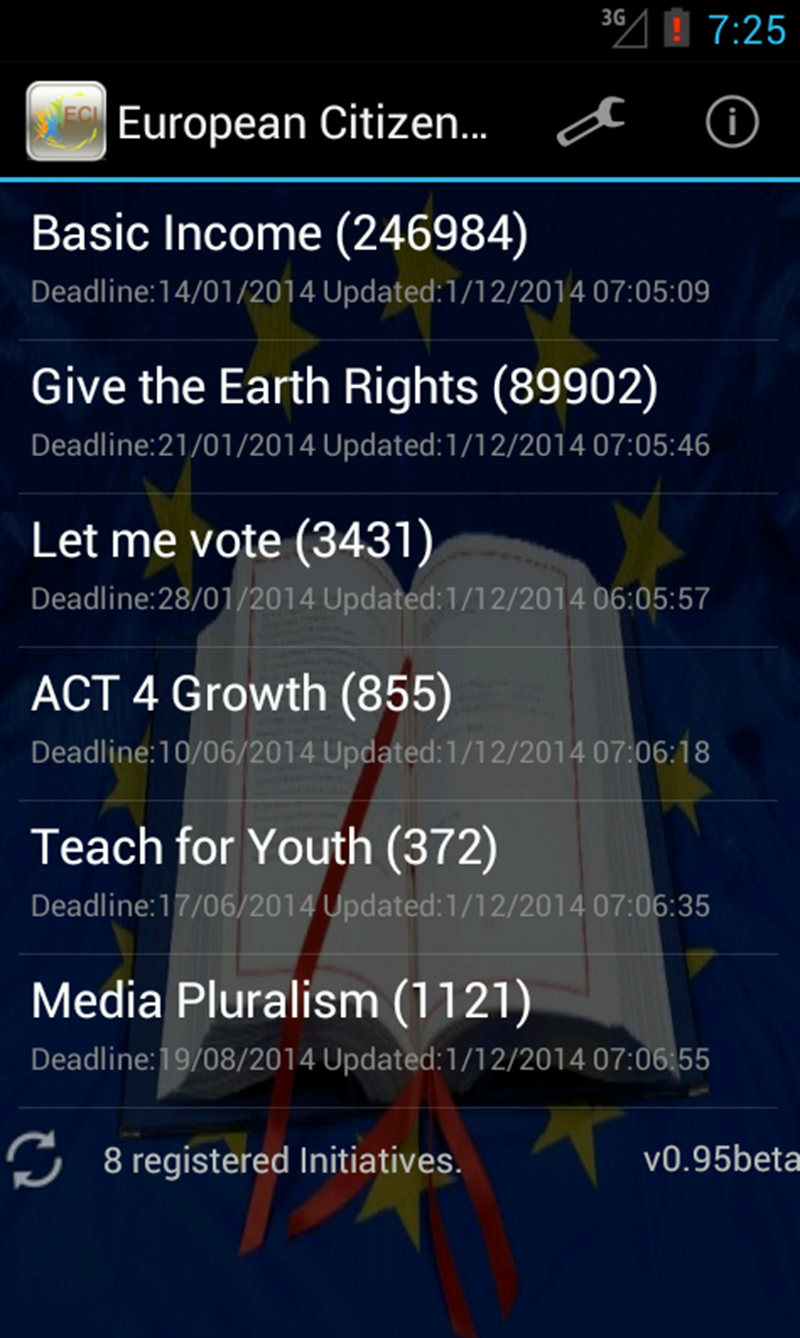 3G
7:25
ECI
European Citizen...
Basic Income (246984)
Deadline:14/01/2014 Updated:1/12/2014 07:05:09
Give the Earth Rights (89902)
Deadline:21/01/2014 Updated:1/12/2014 07:05:46
Let me vote (3431)
Deadline:28/01/2014 Updated:1/12/2014 06:05:57
ACT 4 Growth (855)
Deadline:10/06/2014 Updated:1/12/2014 07:06:18
Teach for Youth (372)
Deadline:17/06/2014 Updated:1/12/2014 07:06:35
Media Pluralism (1121)
Deadline:19/08/2014 Updated:1/12/2014 07:06:55
8 registered Initiatives. v0.95beta